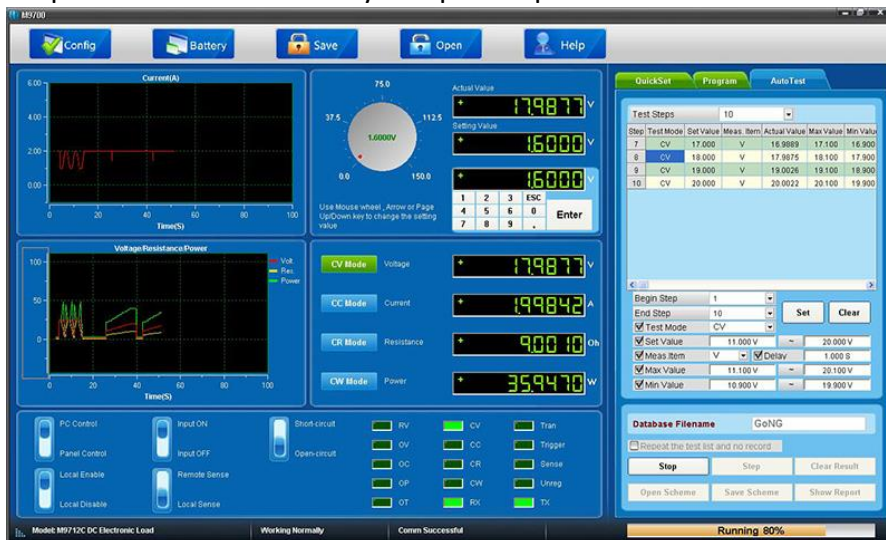 M9700
Config Battery Save Open Help
Current(A)
6.00
4.00
2.00
0.00
0 20 40 60 80 100
Time(S)
75.0
37.5 112.5
1.6000V
0.0 150.0
Use Mouse wheel , Arrow or Page
Up/Down key to change the setting
value
Actual Value
+ 17.9877 V
Setting Value
+ 1.6000 V
+ 1.6000 V
1 2 3 ESC
4 5 6 0 Enter
7 8 9 .
Voltage/Resistance/Power
100
50
0
0 20 40 60 80 100
Time(S)
Volt.
Res.
Power
CV Mode Voltage + 17.9877 V
CC Mode Current + 1.99842 A
CR Mode Resistance + 9.00 10 Oh
CW Mode Power + 35.9470 W
PC Control Input ON Short-circuit RV CV Tran
Panel Control Input OFF Open-circuit OV CC Trigger
Local Enable Remote Sense OC CR Sense
Local Disable Local Sense OP CW Unreg
OT RX TX
QuickSet Program AutoTest
Test Steps 10
Step Test Mode Set Value Meas. Item Actual Value Max Value Min Valu
7 CV 17.000 V 16.9889 17.100 16.900
8 CV 18.000 V 17.9875 18.100 17.900
9 CV 19.000 V 19.0026 19.100 18.900
10 CV 20.000 V 20.0022 20.100 19.900
Begin Step 1
End Step 10 Set Clear
Test Mode CV
Set Value 11.000 V ~ 20.000 V
Meas.Item V Delay 1.000 S
Max Value 11.100 V ~ 20.100 V
Min Value 10.900 V ~ 19.900 V
Database Filename GoNG
Repeat the test list and no record
Stop Step Clear Result
Open Scheme Save Scheme Show Report
Model: M9712C DC Electronic Load Working Normally Comm Successful Running 80%